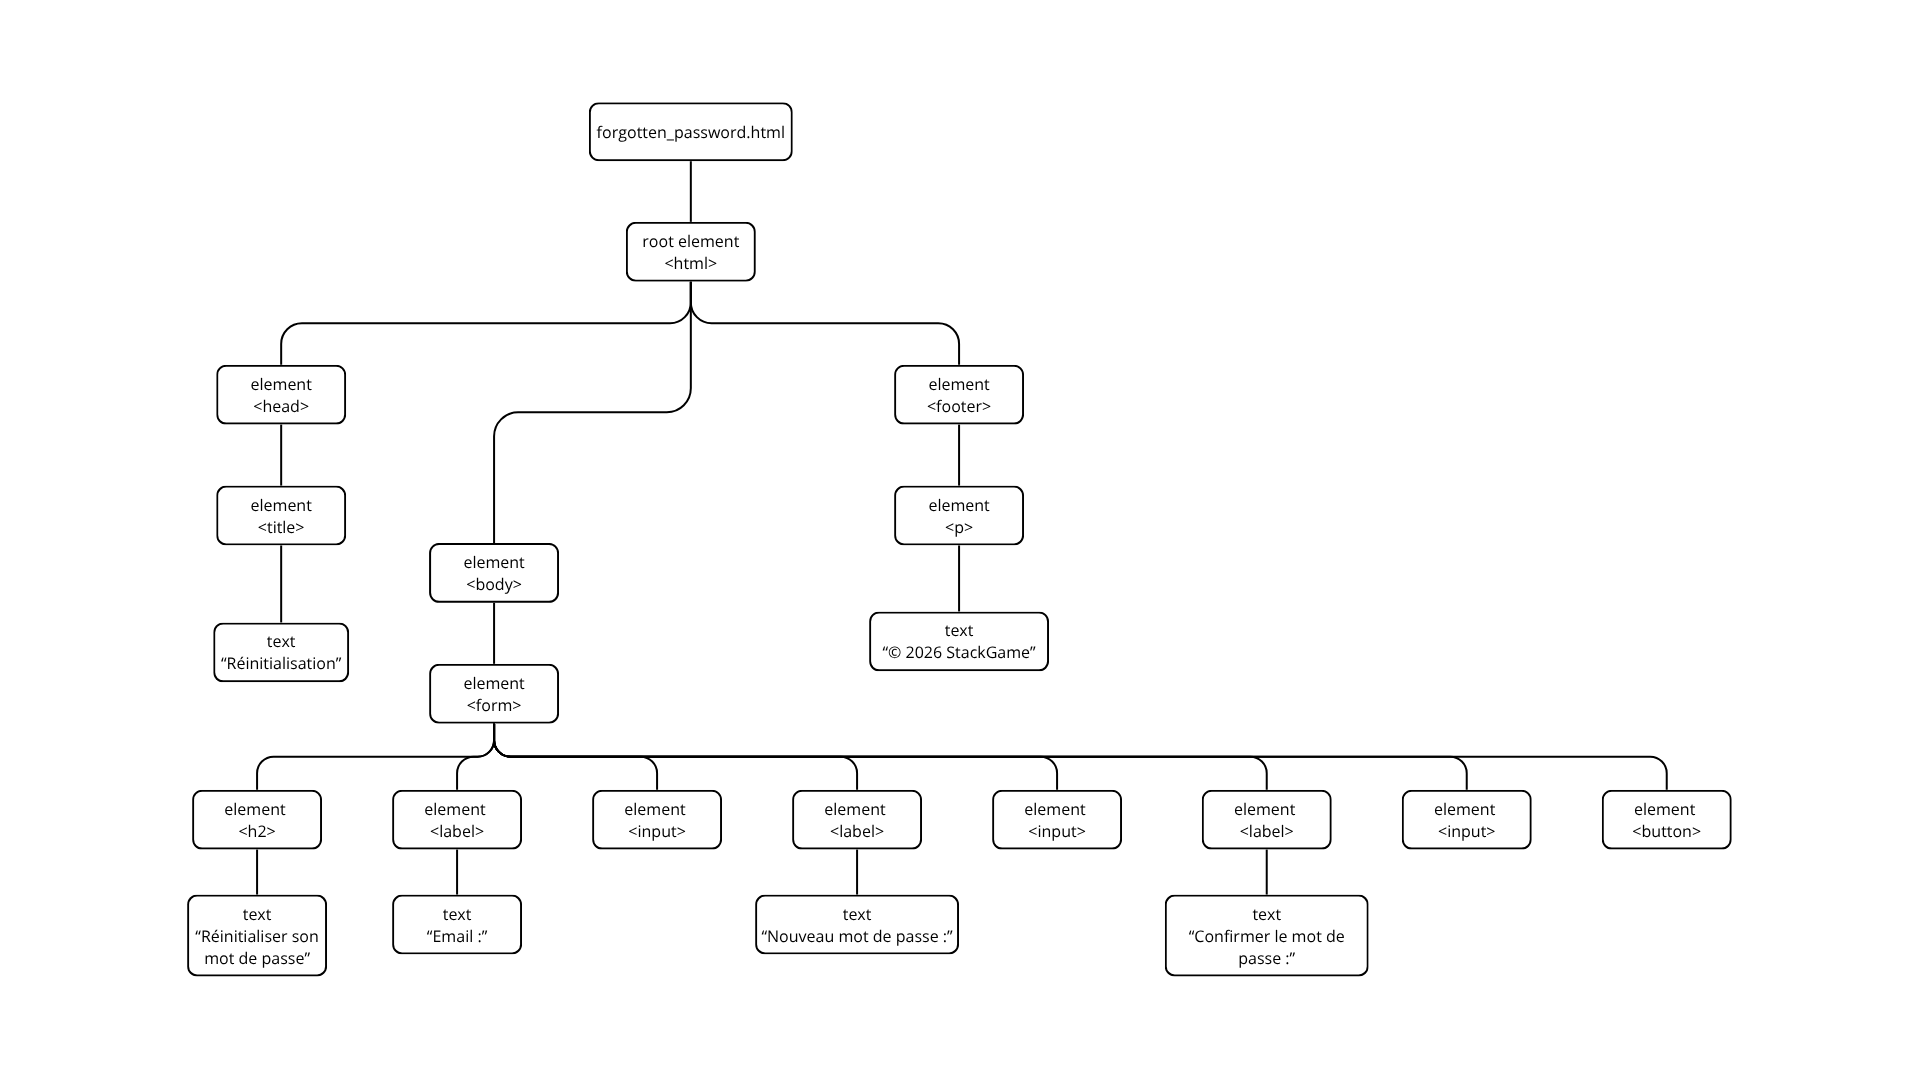 forgotten_password.html
root element
<html>
element
<head>
element
<footer>
element
<title>
element
<p>
element
<body>
text
“Réinitialisation”
text
“© 2026 StackGame”
element
<form>
element
<h2>
element
<label>
element
<input>
element
<label>
element
<input>
element
<label>
element
<input>
element
<button>
text
“Réinitialiser son
mot de passe”
text
“Email :”
text
“Nouveau mot de passe :”
text
“Confirmer le mot de
passe :”